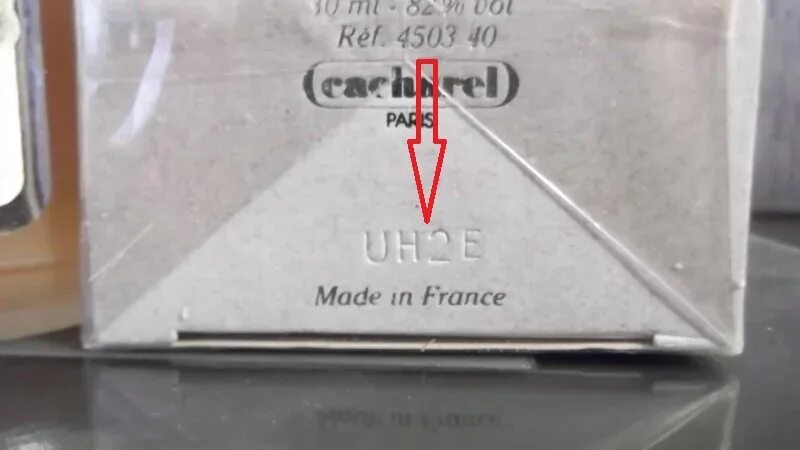 30 ml - 82% vol
Réf. 4503 40
cacharel
PARIS
UH2E
Made in France